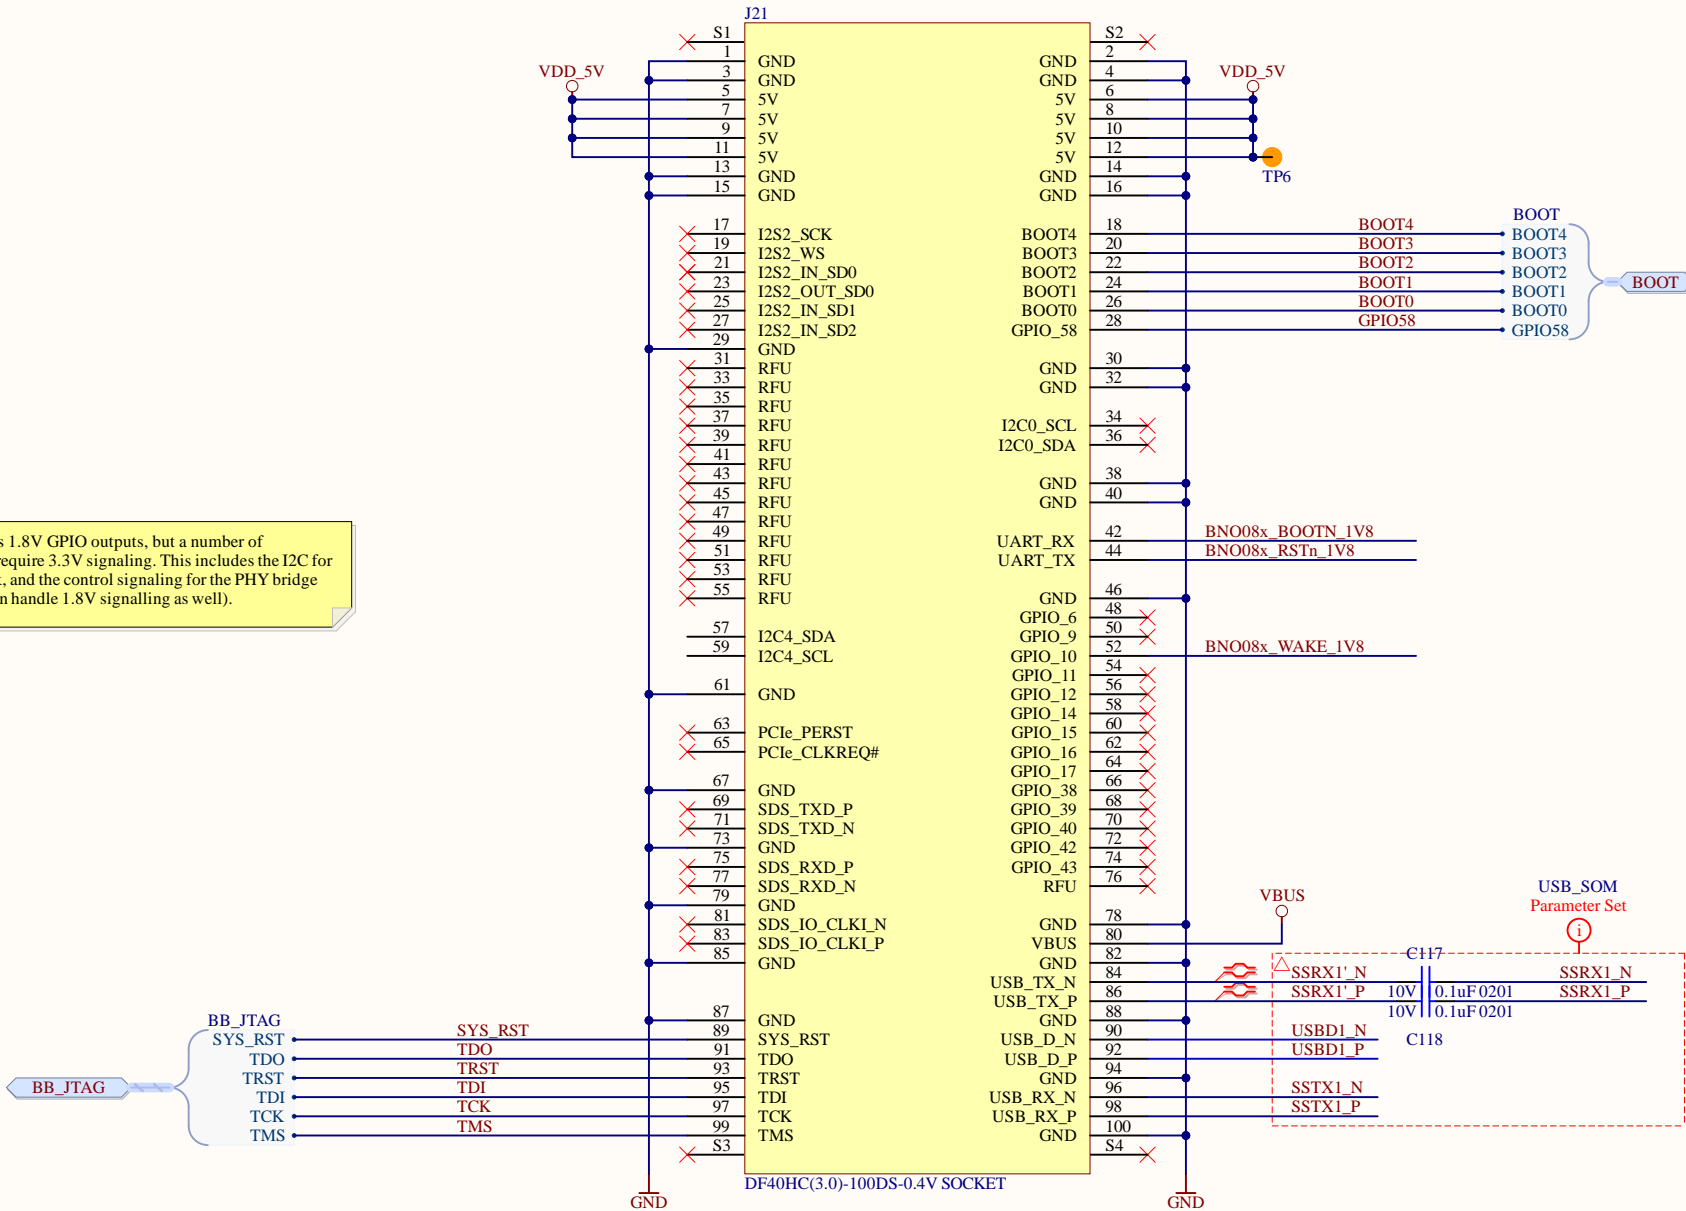 J21
S1
S2
1 GND
GND 2
3 GND
GND 4
VDD_5V
VDD_5V
5 5V
5V 6
7 5V
5V 8
9 5V
5V 10
11 5V
5V 12
TP6
13 GND
GND 14
15 GND
GND 16
BOOT
17 I2S2_SCK
BOOT4 18 BOOT4 BOOT4
19 I2S2_WS
BOOT3 20 BOOT3 BOOT3
21 I2S2_IN_SD0
BOOT2 22 BOOT2 BOOT2
BOOT
23 I2S2_OUT_SD0
BOOT1 24 BOOT1 BOOT1
25 I2S2_IN_SD1
BOOT0 26 BOOT0 BOOT0
27 I2S2_IN_SD2
GPIO_58 28 GPIO58 GPIO58
29 GND
31 RFU
GND 30
33 RFU
GND 32
35 RFU
37 RFU
I2C0_SCL 34
39 RFU
I2C0_SDA 36
41 RFU
43 RFU
GND 38
45 RFU
GND 40
47 RFU
49 RFU
UART_RX 42 BNO08x_BOOTN_1V8
51 RFU
UART_TX 44 BNO08x_RSTn_1V8
53 RFU
55 RFU
GND 46
s 1.8V GPIO outputs, but a number of
equire 3.3V signaling. This includes the I2C for
, and the control signaling for the PHY bridge
n handle 1.8V signalling as well).
GPIO_6 48
57 I2C4_SDA
GPIO_9 50
59 I2C4_SCL
GPIO_10 52 BNO08x_WAKE_1V8
GPIO_11 54
61 GND
GPIO_12 56
GPIO_14 58
63 PCIe_PERST
GPIO_15 60
65 PCIe_CLKREQ#
GPIO_16 62
GPIO_17 64
67 GND
GPIO_38 66
69 SDS_TXD_P
GPIO_39 68
71 SDS_TXD_N
GPIO_40 70
73 GND
GPIO_42 72
75 SDS_RXD_P
GPIO_43 74
77 SDS_RXD_N
RFU 76
79 GND
81 SDS_IO_CLKI_N
GND 78
83 SDS_IO_CLKI_P
VBUS 80
VBUS
85 GND
GND 82
USB_SOM
Parameter Set
i
C117
USB_TX_N 84 SSRX1'_N SSRX1_N
10V 0.1uF 0201
USB_TX_P 86 SSRX1'_P SSRX1_P
10V 0.1uF 0201
C118
87 GND
GND 88
BB_JTAG
SYS_RST SYS_RST 89 SYS_RST
USB_D_N 90 USBD1_N
TDO TDO 91 TDO
USB_D_P 92 USBD1_P
TRST TRST 93 TRST
GND 94
BB_JTAG
TDI TDI 95 TDI
USB_RX_N 96 SSTX1_N
TCK TCK 97 TCK
USB_RX_P 98 SSTX1_P
TMS TMS 99 TMS
GND 100
S3
S4
DF40HC(3.0)-100DS-0.4V SOCKET
GND
GND